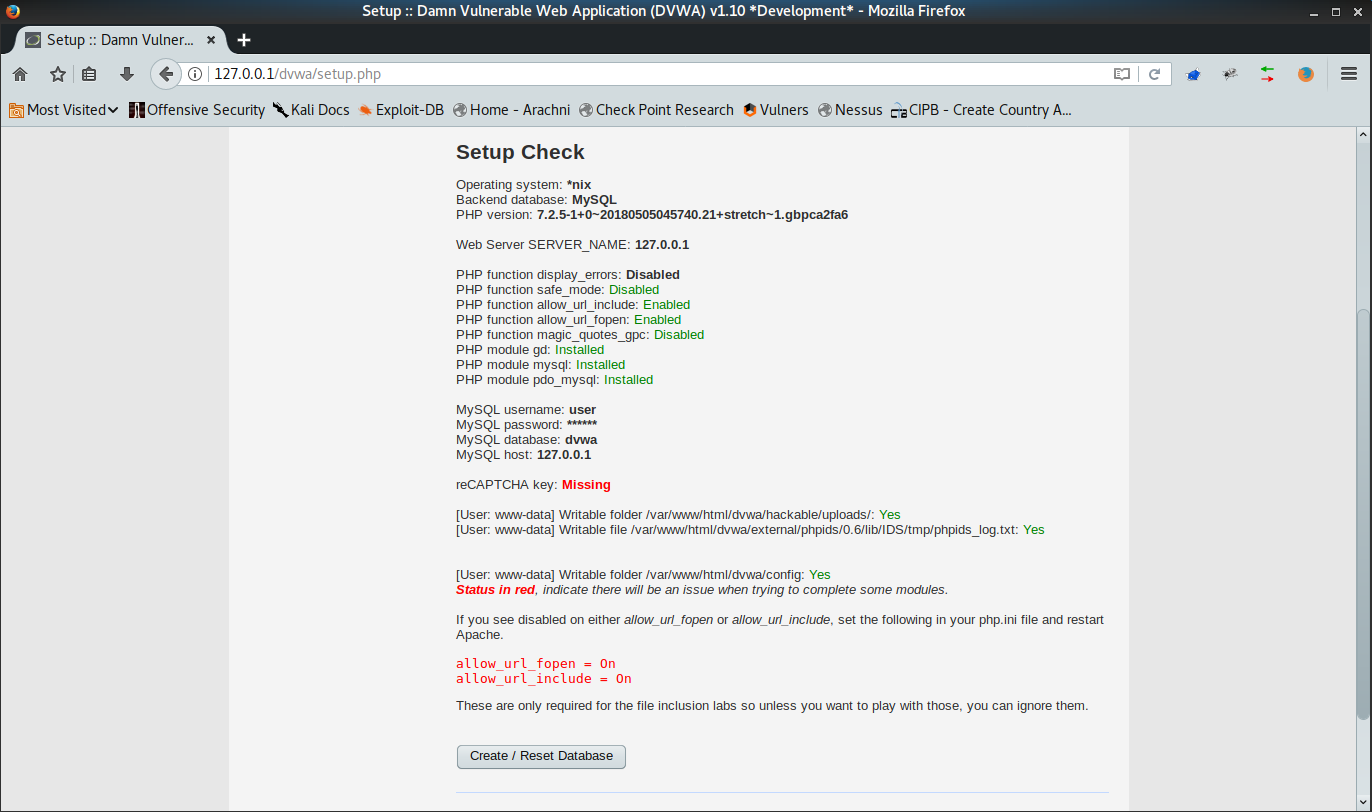 Setup :: Damn Vulnerable Web Application (DVWA) v1.10 *Development* - Mozilla Firefox
Setup :: Damn Vulner...
127.0.0.1/dvwa/setup.php
Most Visited Offensive Security Kali Docs Exploit-DB Home - Arachni Check Point Research Vulners Nessus CIPB - Create Country A...
Setup Check
Operating system: *nix
Backend database: MySQL
PHP version: 7.2.5-1+0~20180505045740.21+stretch~1.gbpca2fa6
Web Server SERVER_NAME: 127.0.0.1
PHP function display_errors: Disabled
PHP function safe_mode: Disabled
PHP function allow_url_include: Enabled
PHP function allow_url_fopen: Enabled
PHP function magic_quotes_gpc: Disabled
PHP module gd: Installed
PHP module mysql: Installed
PHP module pdo_mysql: Installed
MySQL username: user
MySQL password: ******
MySQL database: dvwa
MySQL host: 127.0.0.1
reCAPTCHA key: Missing
[User: www-data] Writable folder /var/www/html/dvwa/hackable/uploads/: Yes
[User: www-data] Writable file /var/www/html/dvwa/external/phpids/0.6/lib/IDS/tmp/phpids_log.txt: Yes
[User: www-data] Writable folder /var/www/html/dvwa/config: Yes
Status in red, indicate there will be an issue when trying to complete some modules.
If you see disabled on either allow_url_fopen or allow_url_include, set the following in your php.ini file and restart
Apache.
allow_url_fopen = On
allow_url_include = On
These are only required for the file inclusion labs so unless you want to play with those, you can ignore them.
Create / Reset Database